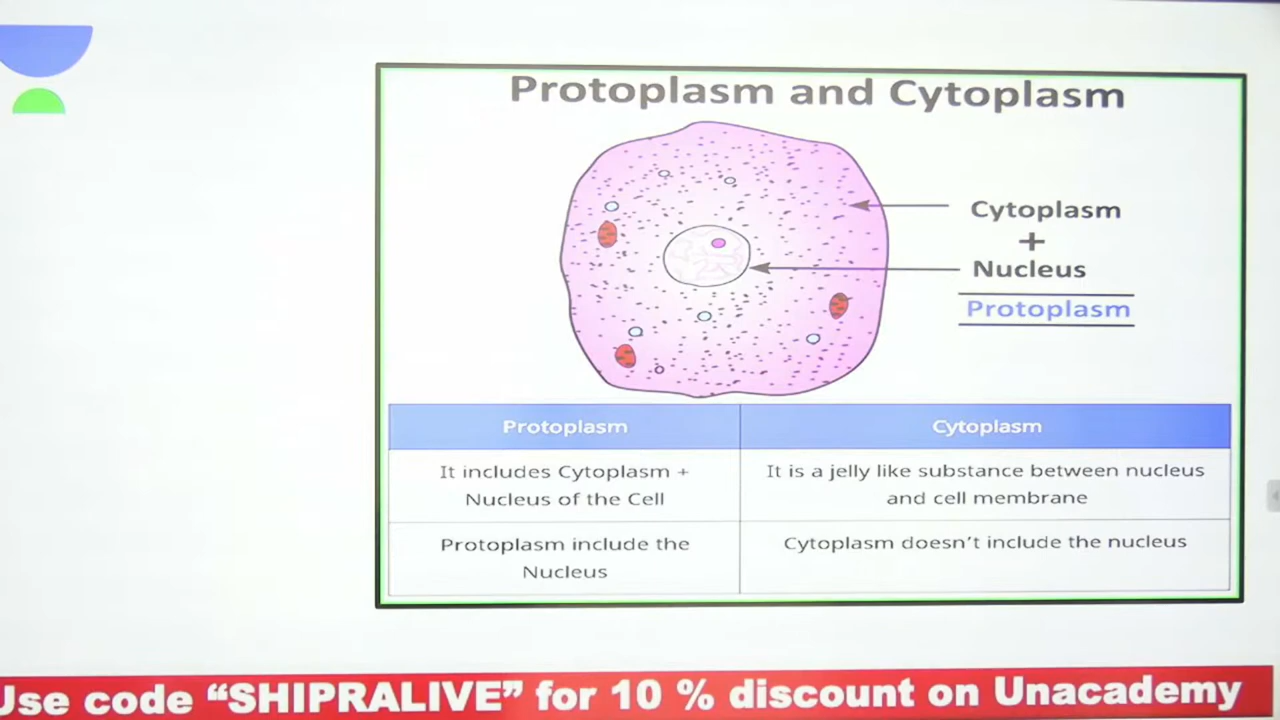 Protoplasm and Cytoplasm
Cytoplasm
+
Nucleus
Protoplasm
Protoplasm
Cytoplasm
It includes Cytoplasm +
Nucleus of the Cell
It is a jelly like substance between nucleus
and cell membrane
Protoplasm include the
Nucleus
Cytoplasm doesn't include the nucleus
Use code “SHIPRALIVE” for 10 % discount on Unacademy